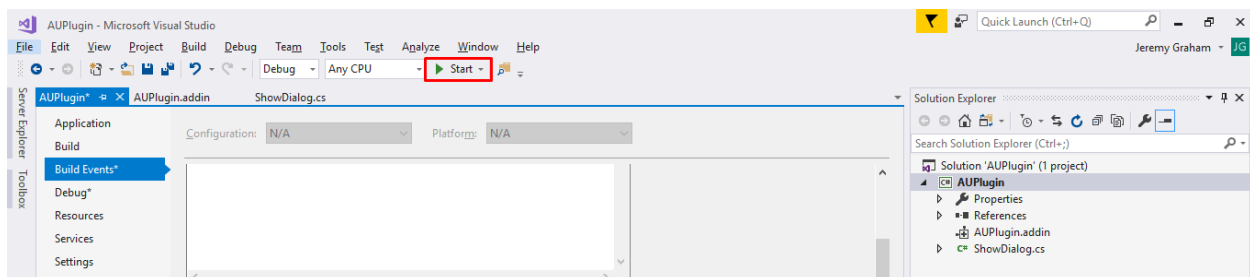 AUPlugin - Microsoft Visual Studio
Quick Launch (Ctrl+Q)
File Edit View Project Build Debug Team Tools Test Analyze Window Help
Jeremy Graham JG
Debug Any CPU Start
Server Explorer
Toolbox
AUPlugin* AUPlugin.addin ShowDialog.cs
Application
Build
Build Events*
Debug*
Resources
Services
Settings
Configuration: N/A Platform: N/A
Solution Explorer
Search Solution Explorer (Ctrl+;)
Solution 'AUPlugin' (1 project)
C# AUPlugin
Properties
References
AUPlugin.addin
C# ShowDialog.cs